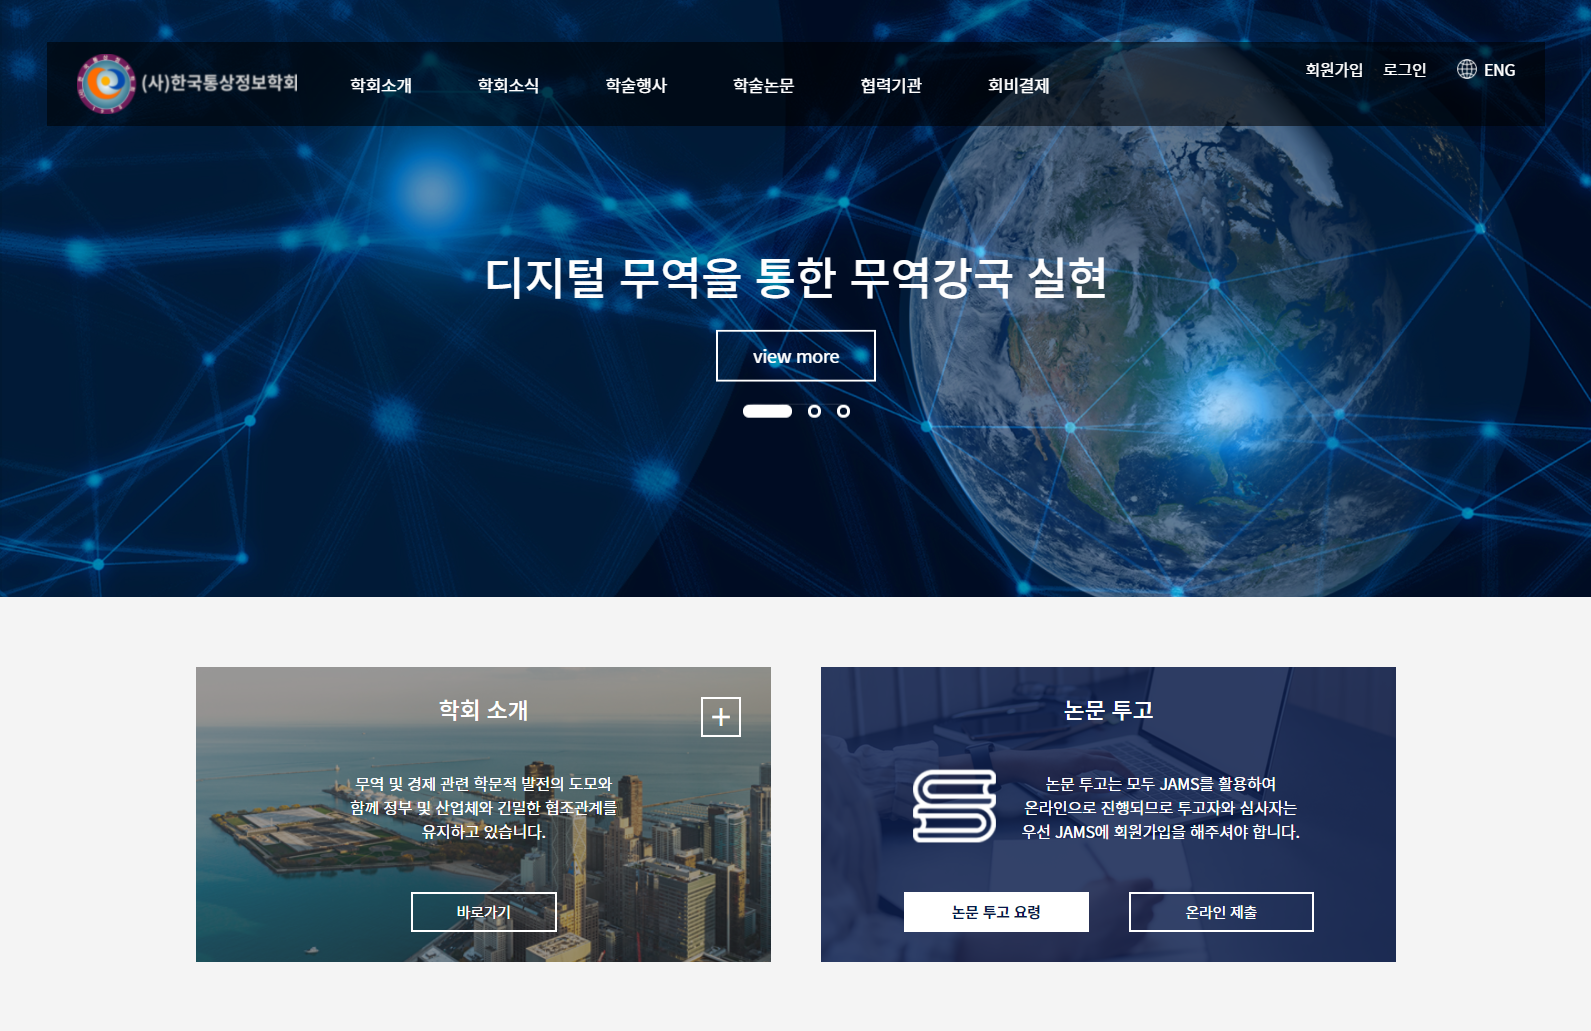 (사)한국통상정보학회
학회소개
학회소식
학술행사
학술논문
협력기관
회비결제
회원가입
로그인
ENG
디지털 무역을 통한 무역강국 실현
view more
학회 소개
무역 및 경제 관련 학문적 발전의 도모와
함께 정부 및 산업체와 긴밀한 협조관계를
유지하고 있습니다.
바로가기
논문 투고
논문 투고는 모두 JAMS를 활용하여
온라인으로 진행되므로 투고자와 심사자는
우선 JAMS에 회원가입을 해주셔야 합니다.
논문 투고 요령
온라인 제출